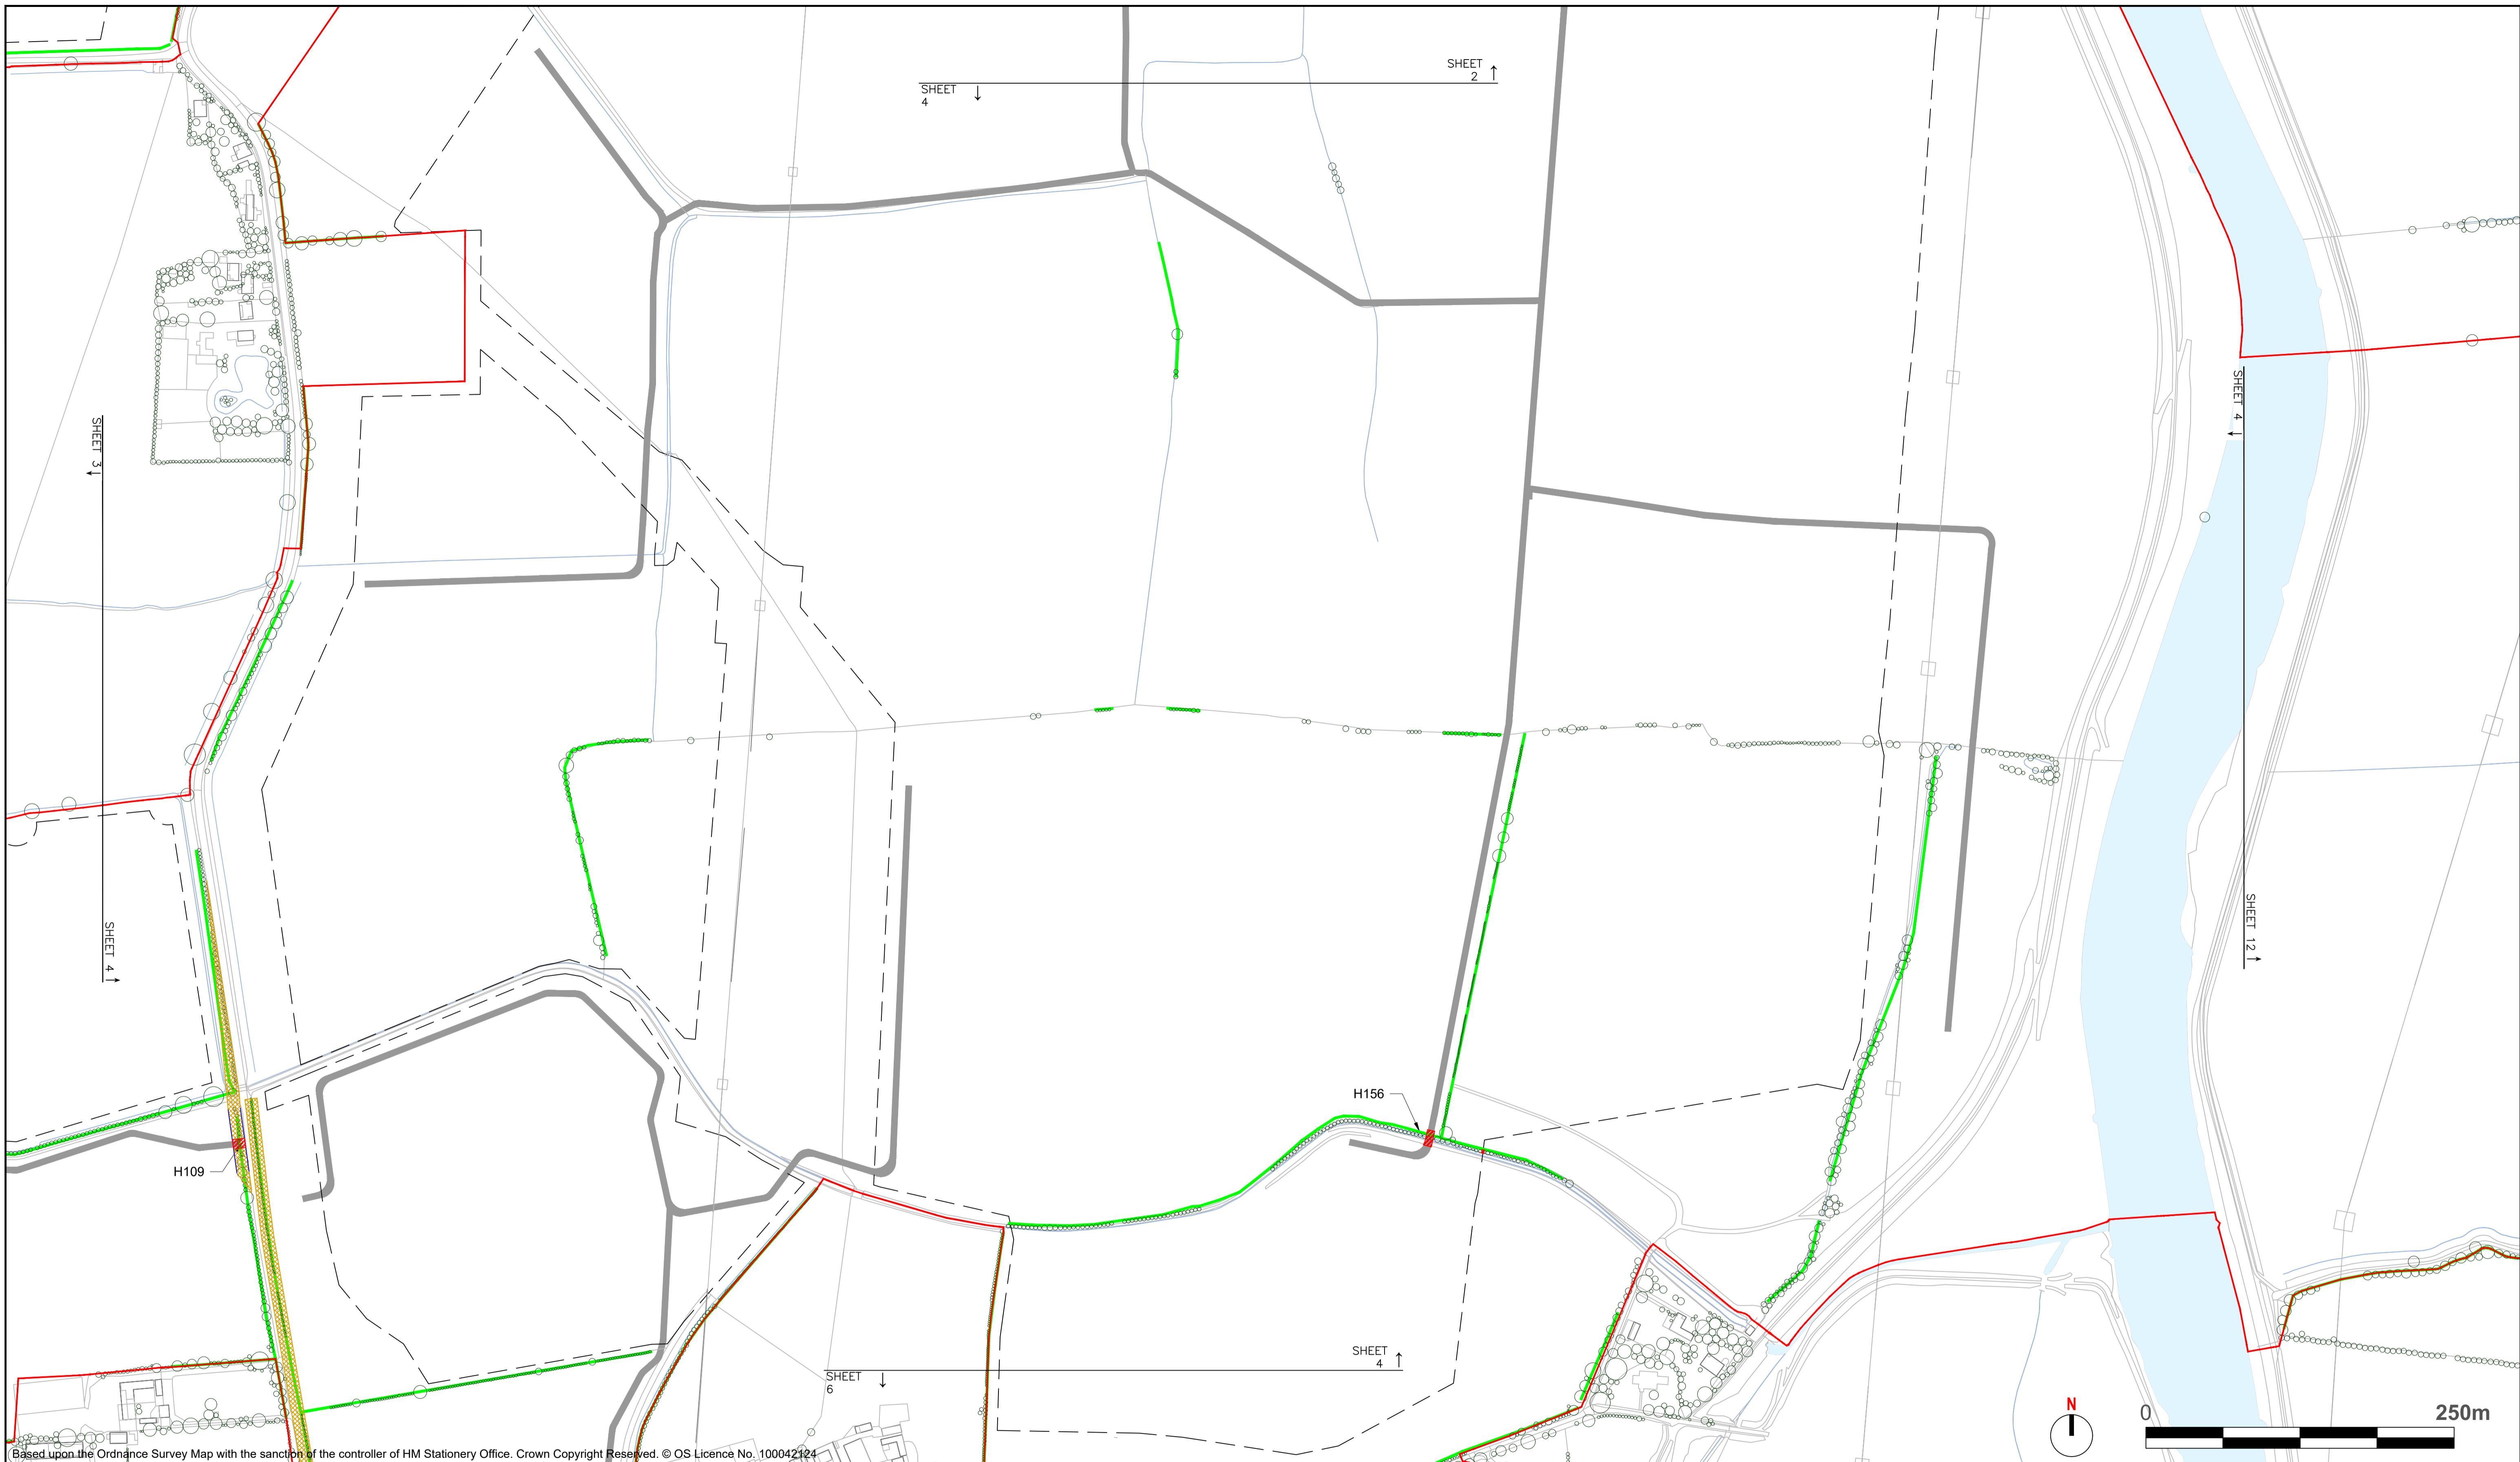 SHEET
2
↑
SHEET
4
↓
SHEET 3
←
SHEET 4
→
SHEET 4
←
SHEET 12
→
H156
H109
SHEET
4
↑
SHEET
6
↓
N
0
250m
Based upon the Ordnance Survey Map with the sanction of the controller of HM Stationery Office. Crown Copyright Reserved. © OS Licence No. 100042124